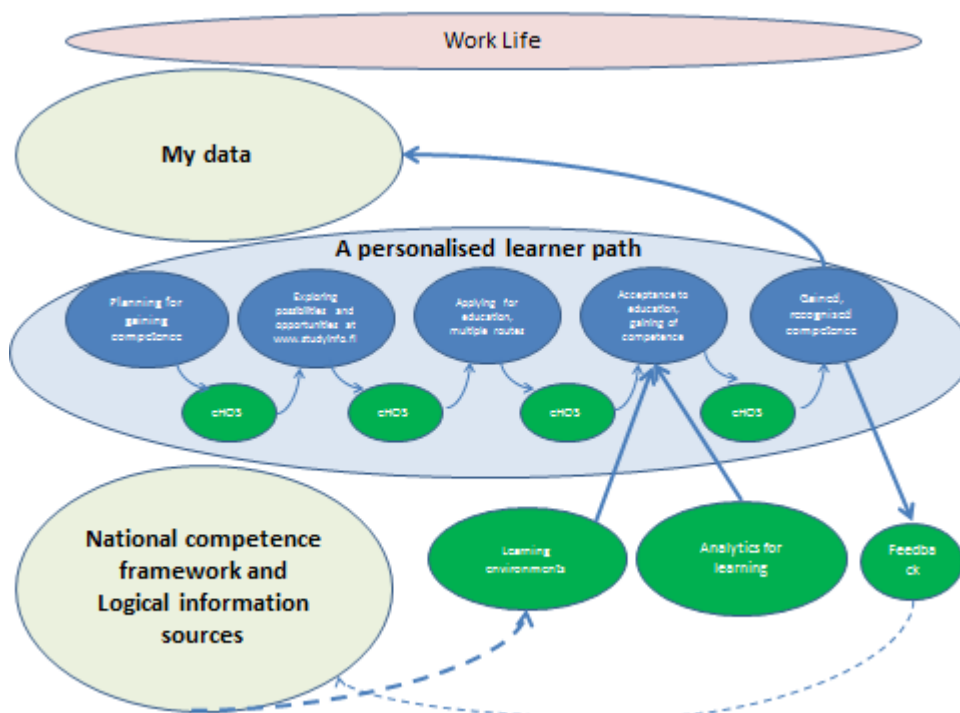 Work Life
My data
A personalised learner path
Planning for
gaining
competence
Exploring
possibilities and
opportunities at
www.studyinfo.fi
Applying for
education,
multiple routes
Acceptance to
education,
gaining of
competence
Gained,
recognised
competence
eHOS
eHOS
eHOS
eHOS
National competence
framework and
Logical information
sources
Learning
environments
Analytics for
learning
Feedba
ck